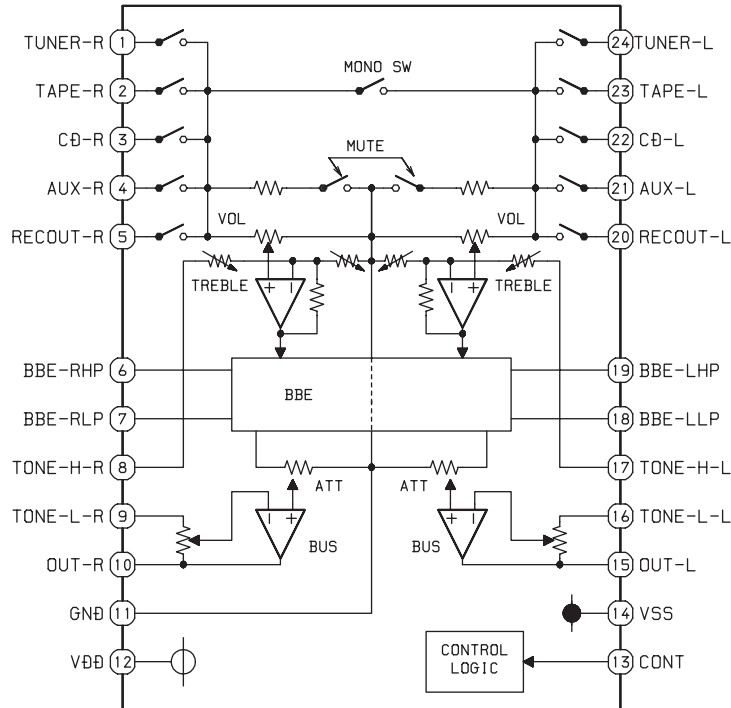 TUNER-R 1 24 TUNER-L
MONO SW
TAPE-R 2 23 TAPE-L
CD-R 3 22 CD-L
MUTE
AUX-R 4 21 AUX-L
VOL VOL
RECOUT-R 5 20 RECOUT-L
TREBLE + - - + TREBLE
BBE-RHP 6 19 BBE-LHP
BBE
BBE-RLP 7 18 BBE-LLP
TONE-H-R 8 17 TONE-H-L
ATT ATT
TONE-L-R 9 - + + - 16 TONE-L-L
BUS BUS
OUT-R 10 15 OUT-L
GND 11 14 VSS
VDD 12 13 CONT
CONTROL
LOGIC